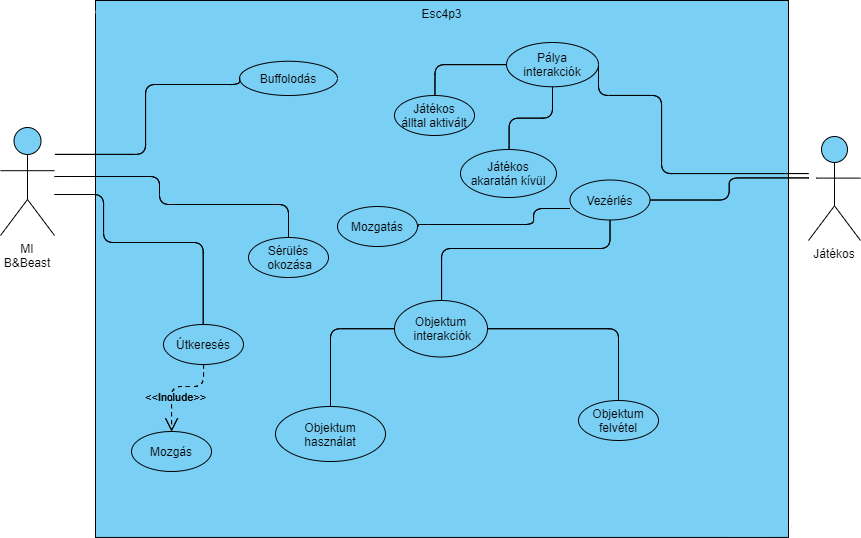 Esc4p3
Buffolodás
Pálya
interakciók
Játékos
álltal aktivált
Játékos
akaratán kívül
Vezérlés
Mozgatás
MI
B&Beast
Játékos
Sérülés
okozása
Objektum
interakciók
Útkeresés
<<Include>>
Objektum
használat
Objektum
felvétel
Mozgás